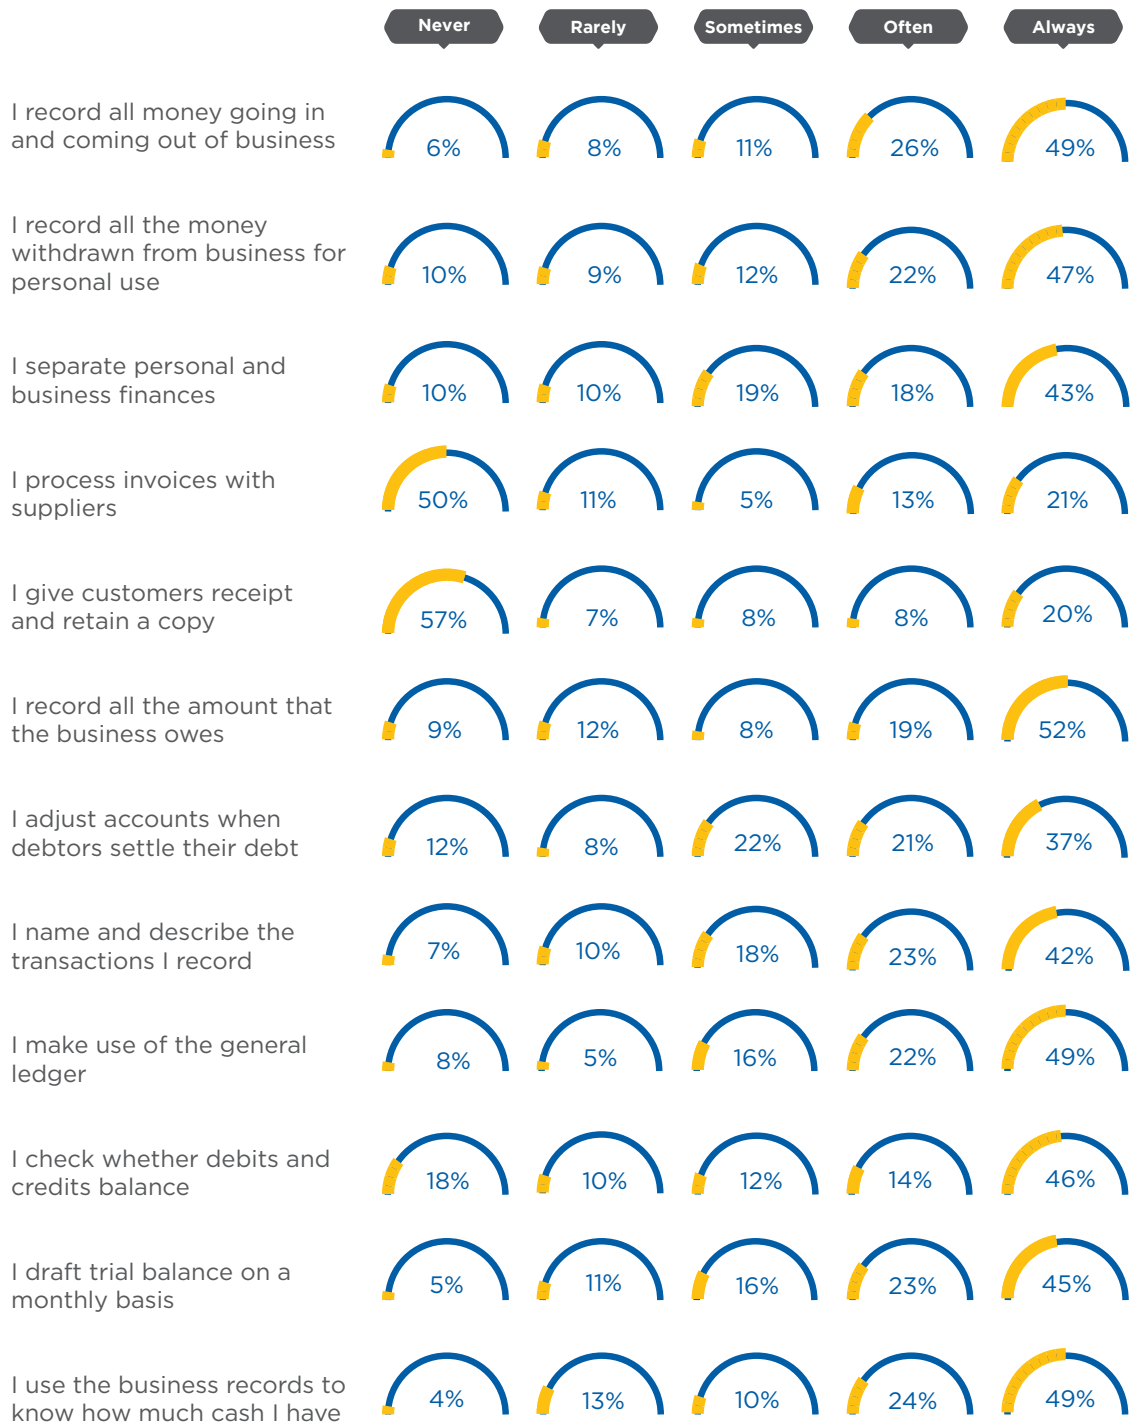 Never Rarely Sometimes Often Always
I record all money going in
and coming out of business
6% 8% 11% 26% 49%
I record all the money
withdrawn from business for
personal use
10% 9% 12% 22% 47%
I separate personal and
business finances
10% 10% 19% 18% 43%
I process invoices with
suppliers
50% 11% 5% 13% 21%
I give customers receipt
and retain a copy
57% 7% 8% 8% 20%
I record all the amount that
the business owes
9% 12% 8% 19% 52%
I adjust accounts when
debtors settle their debt
12% 8% 22% 21% 37%
I name and describe the
transactions I record
7% 10% 18% 23% 42%
I make use of the general
ledger
8% 5% 16% 22% 49%
I check whether debits and
credits balance
18% 10% 12% 14% 46%
I draft trial balance on a
monthly basis
5% 11% 16% 23% 45%
I use the business records to
know how much cash I have
4% 13% 10% 24% 49%